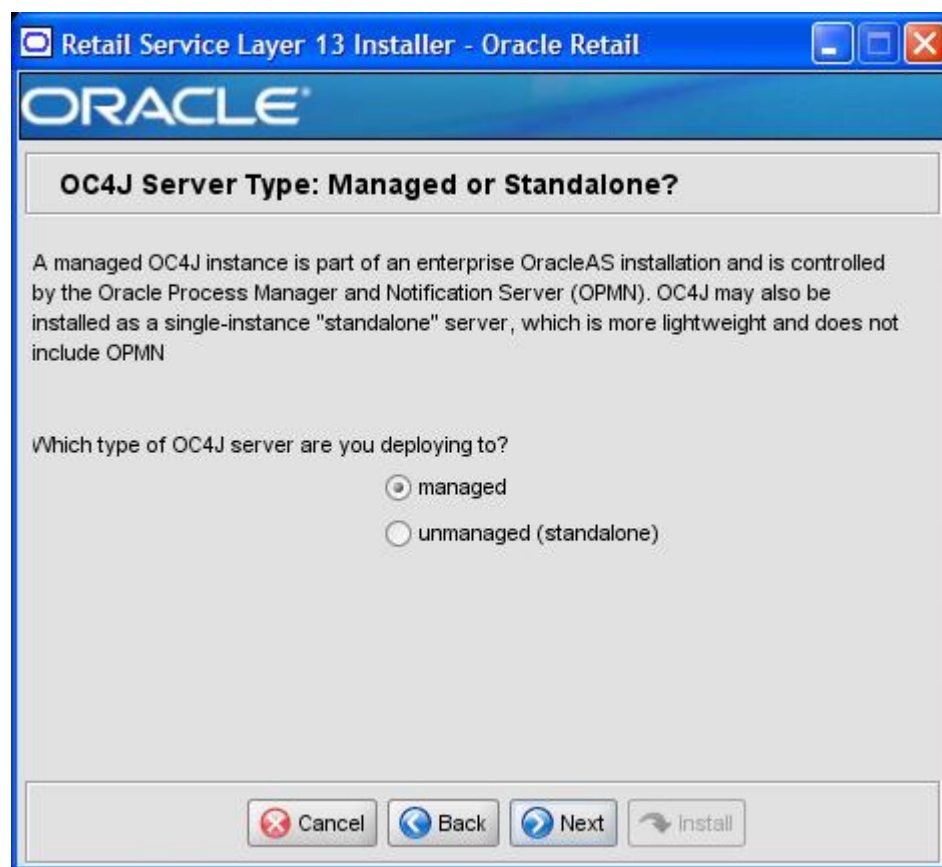 Retail Service Layer 13 Installer - Oracle Retail
ORACLE
OC4J Server Type: Managed or Standalone?
A managed OC4J instance is part of an enterprise OracleAS installation and is controlled
by the Oracle Process Manager and Notification Server (OPMN). OC4J may also be
installed as a single-instance "standalone" server, which is more lightweight and does not
include OPMN
Which type of OC4J server are you deploying to?
managed
unmanaged (standalone)
Cancel Back Next Install